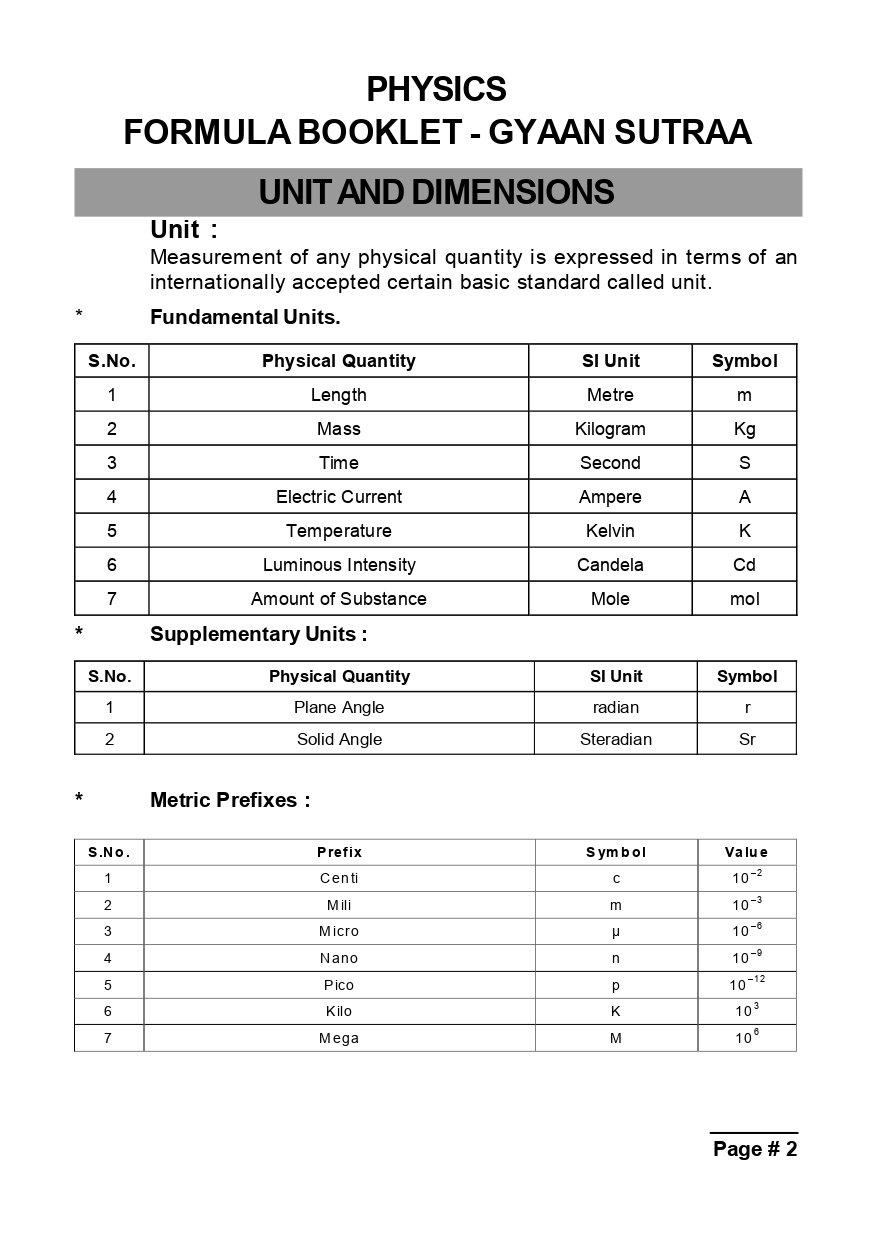 PHYSICS
FORMULA BOOKLET - GYAAN SUTRAA
UNIT AND DIMENSIONS
Unit :
Measurement of any physical quantity is expressed in terms of an
internationally accepted certain basic standard called unit.
* Fundamental Units.
S.No. Physical Quantity SI Unit Symbol
1 Length Metre m
2 Mass Kilogram Kg
3 Time Second S
4 Electric Current Ampere A
5 Temperature Kelvin K
6 Luminous Intensity Candela Cd
7 Amount of Substance Mole mol
* Supplementary Units :
S.No. Physical Quantity SI Unit Symbol
1 Plane Angle radian r
2 Solid Angle Steradian Sr
* Metric Prefixes :
S.No. Prefix Symbol Value
1 Centi c 10⁻²
2 Mili m 10⁻³
3 Micro µ 10⁻⁶
4 Nano n 10⁻⁹
5 Pico p 10⁻¹²
6 Kilo K 10³
7 Mega M 10⁶
Page # 2